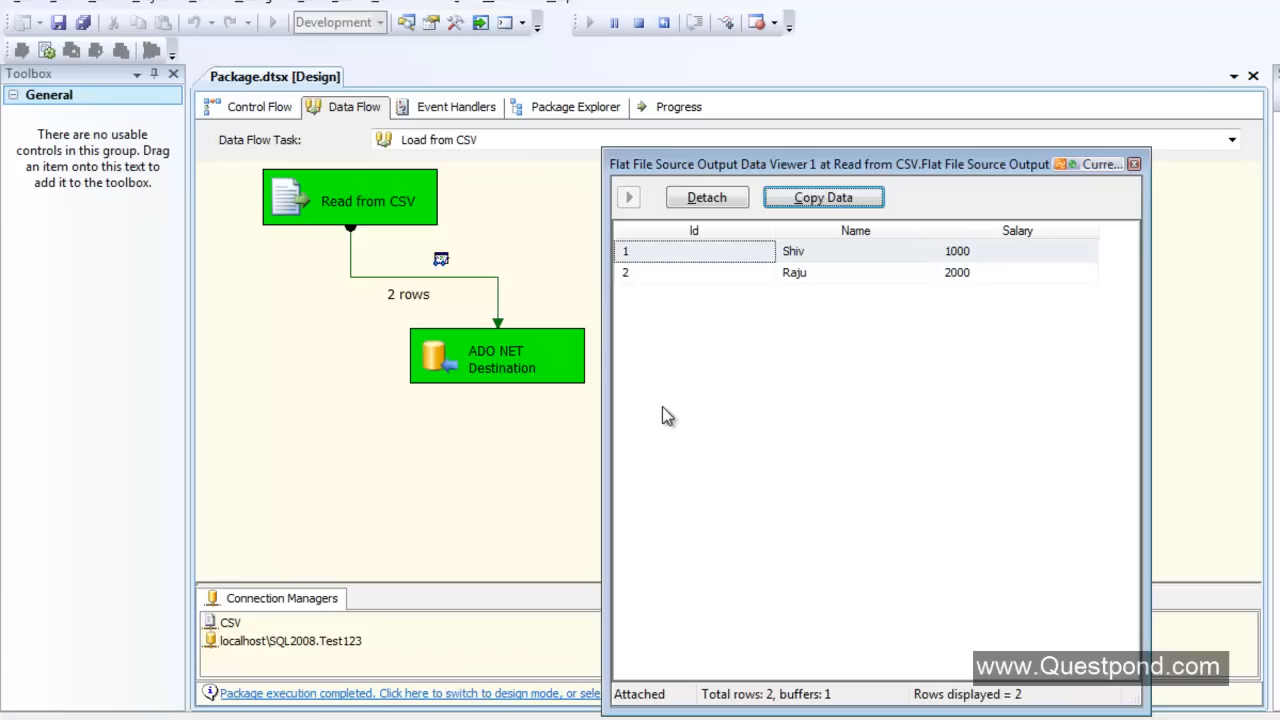 Development
Toolbox
General
There are no usable
controls in this group. Drag
an item onto this text to
add it to the toolbox.
Package.dtsx [Design]
Control Flow
Data Flow
Event Handlers
Package Explorer
Progress
Data Flow Task:
Load from CSV
Read from CSV
2 rows
ADO NET
Destination
Flat File Source Output Data Viewer1 at Read from CSV.Flat File Source Output
Curre...
Detach
Copy Data
Id Name Salary
1 Shiv 1000
2 Raju 2000
Connection Managers
CSV
localhost\SQL2008.Test123
Package execution completed. Click here to switch to design mode, or sele
Attached
Total rows: 2, buffers: 1
Rows displayed = 2
www.Questpond.com